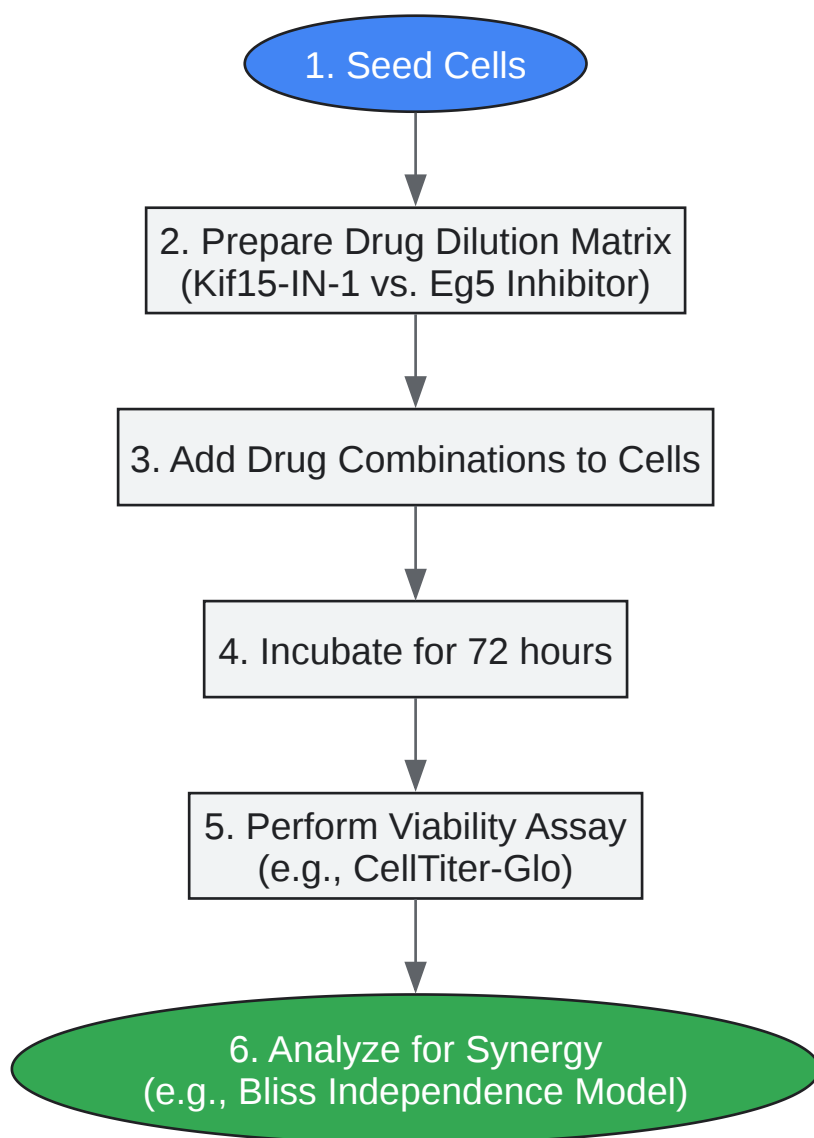 1. Seed Cells
2. Prepare Drug Dilution Matrix
(Kif15-IN-1 vs. Eg5 Inhibitor)
3. Add Drug Combinations to Cells
4. Incubate for 72 hours
5. Perform Viability Assay
(e.g., CellTiter-Glo)
6. Analyze for Synergy
(e.g., Bliss Independence Model)